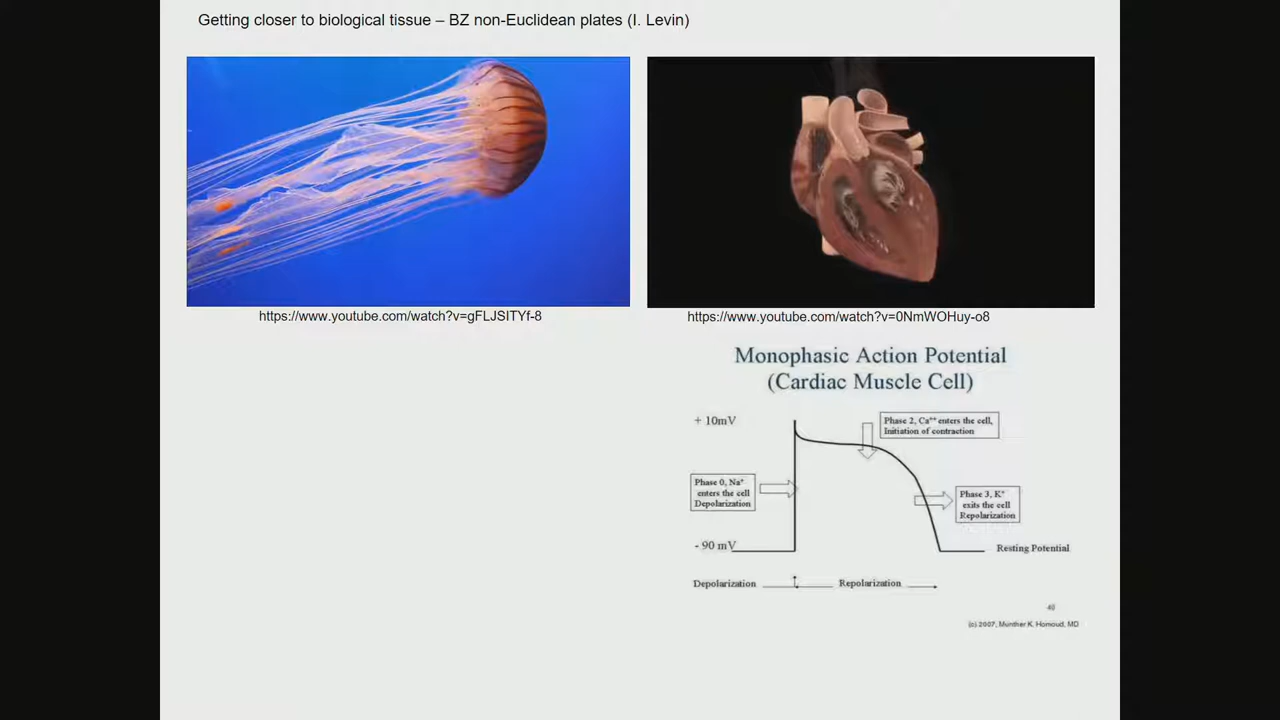 Getting closer to biological tissue – BZ non-Euclidean plates (I. Levin)
https://www.youtube.com/watch?v=gFLJSITYf-8
https://www.youtube.com/watch?v=0NmWOHuy-o8
Monophasic Action Potential
(Cardiac Muscle Cell)
+ 10mV
Phase 2, Ca⁺⁺ enters the cell,
Initiation of contraction
Phase 0, Na⁺
enters the cell
Depolarization
Phase 3, K⁺
exits the cell
Repolarization
- 90 mV
Resting Potential
Depolarization
Repolarization
40
(c) 2007, Munther K. Homoud, MD